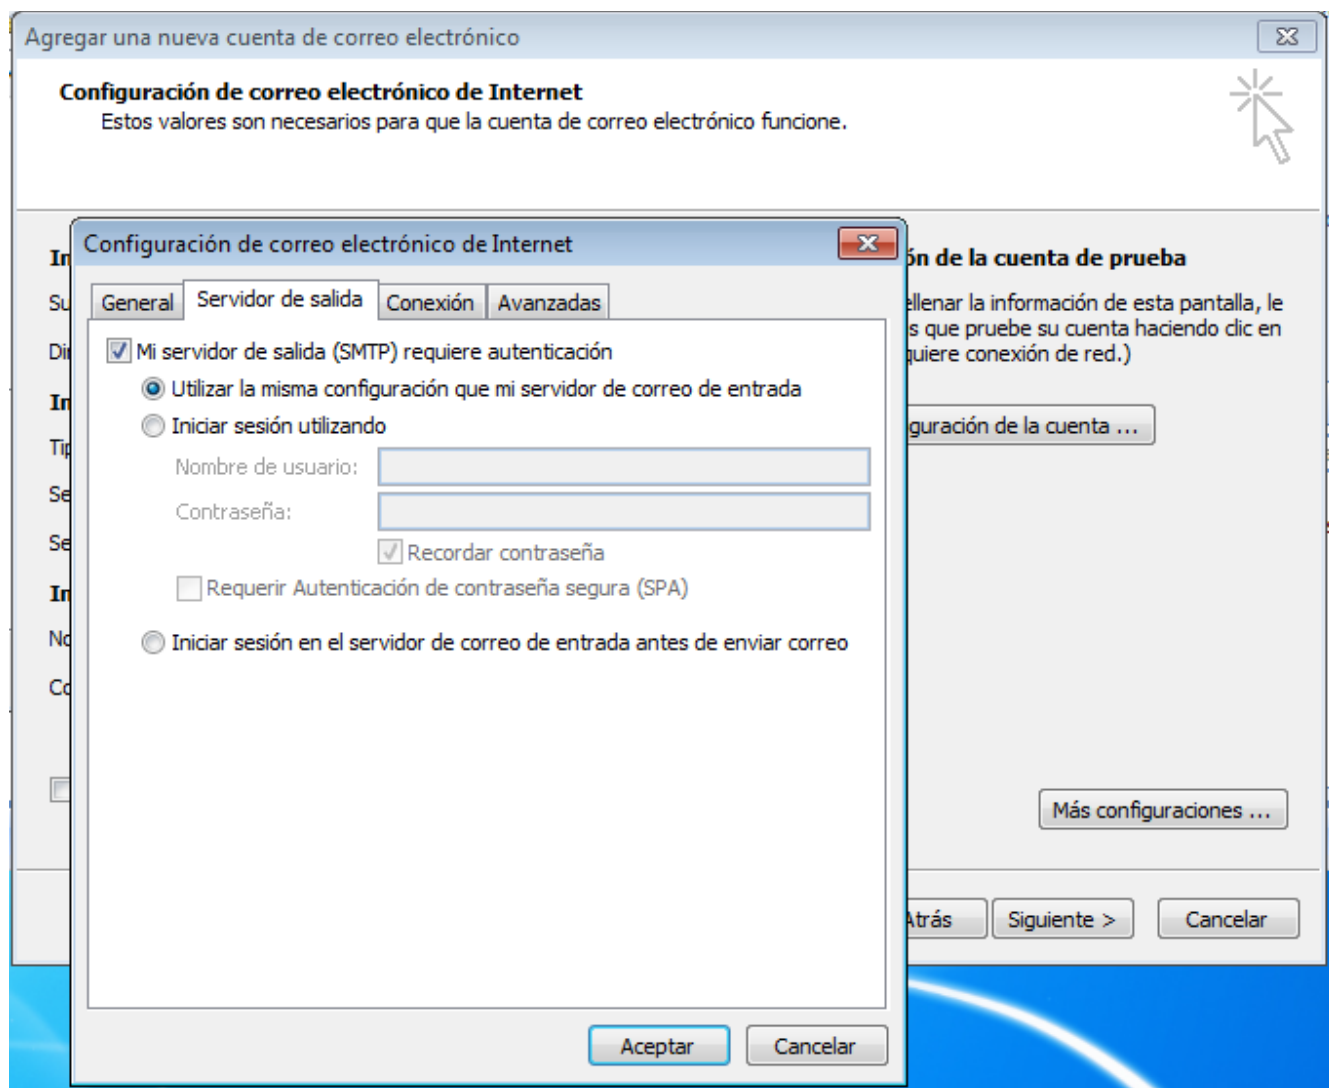 Agregar una nueva cuenta de correo electrónico
Configuración de correo electrónico de Internet
Estos valores son necesarios para que la cuenta de correo electrónico funcione.
Configuración de correo electrónico de Internet
General
Servidor de salida
Conexión
Avanzadas
Mi servidor de salida (SMTP) requiere autenticación
Utilizar la misma configuración que mi servidor de correo de entrada
Iniciar sesión utilizando
Nombre de usuario:
Contraseña:
Recordar contraseña
Requerir Autenticación de contraseña segura (SPA)
Iniciar sesión en el servidor de correo de entrada antes de enviar correo
Aceptar
Cancelar
de la cuenta de prueba
la información de esta pantalla, le
que pruebe su cuenta haciendo clic en
conexión de red.)
de la cuenta ...
Más configuraciones ...
Atrás
Siguiente >
Cancelar